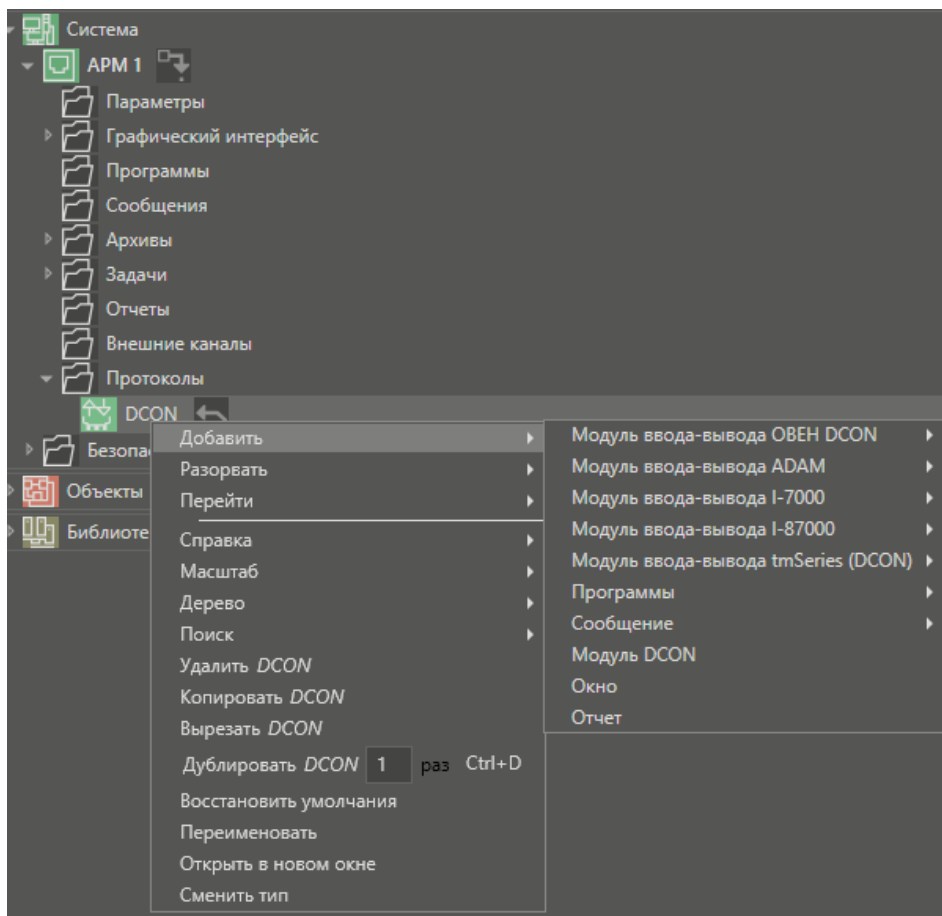 Система
АРМ 1
Параметры
Графический интерфейс
Программы
Сообщения
Архивы
Задачи
Отчеты
Внешние каналы
Протоколы
DCON
Безопа
Объекты
Библиоте
Добавить
Разорвать
Перейти
Справка
Масштаб
Дерево
Поиск
Удалить DCON
Копировать DCON
Вырезать DCON
Дублировать DCON 1 раз Ctrl+D
Восстановить умолчания
Переименовать
Открыть в новом окне
Сменить тип
Модуль ввода-вывода ОВЕН DCON
Модуль ввода-вывода ADAM
Модуль ввода-вывода I-7000
Модуль ввода-вывода I-87000
Модуль ввода-вывода tmSeries (DCON)
Программы
Сообщение
Модуль DCON
Окно
Отчет